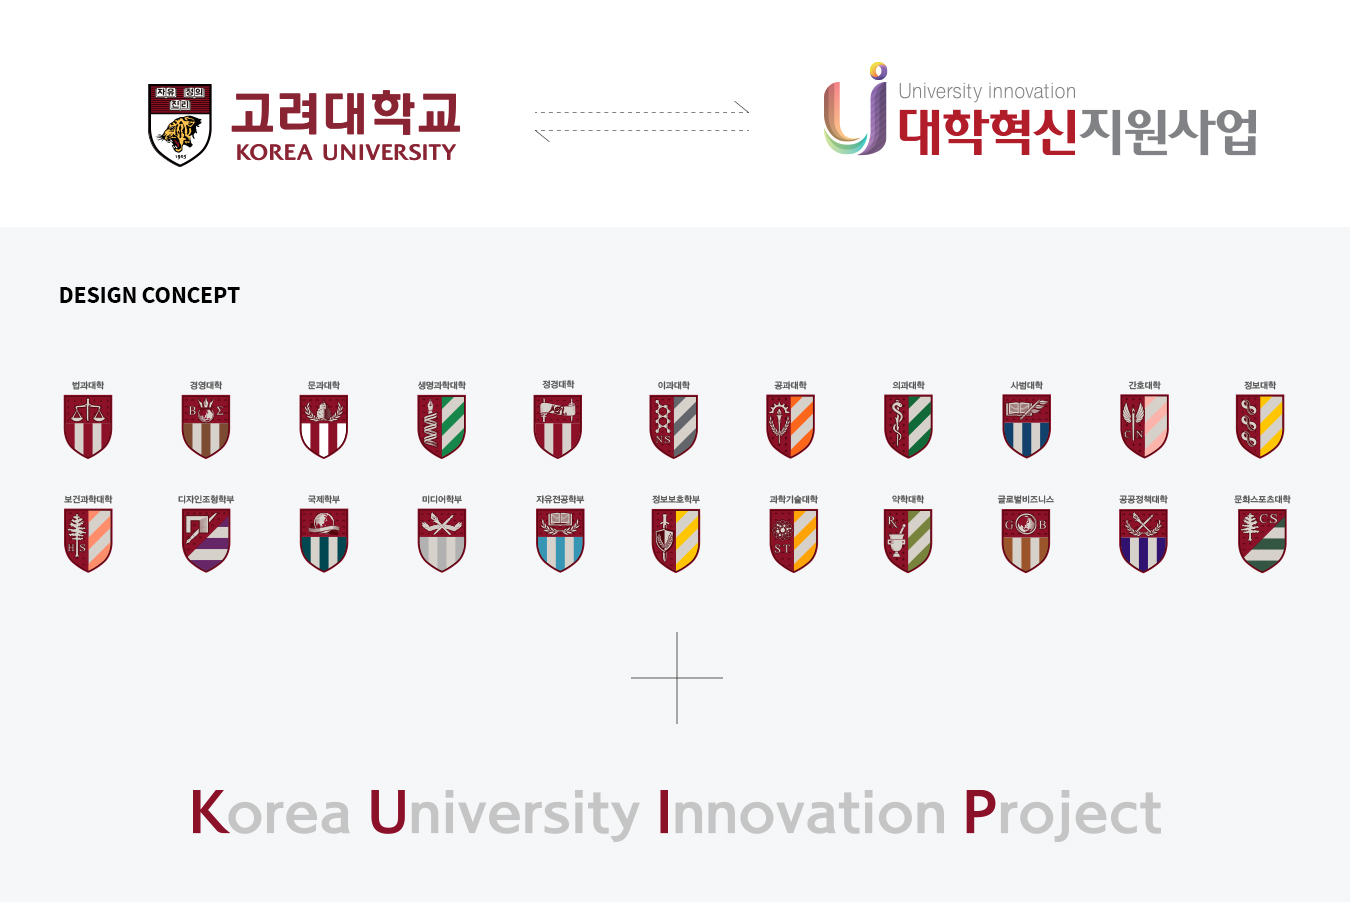 자유 정의
진리
1905
고려대학교
KOREA UNIVERSITY
University innovation
대학혁신지원사업
DESIGN CONCEPT
법과대학 경영대학 문과대학 생명과학대학 정경대학 이과대학 공과대학 의과대학 사범대학 간호대학 정보대학
B Σ
N S
C N
보건과학대학 디자인조형학부 국제학부 미디어학부 자유전공학부 정보보호학부 과학기술대학 약학대학 글로벌비즈니스 공공정책대학 문화스포츠대학
H S
S T
R
G B
CS
Korea University Innovation Project